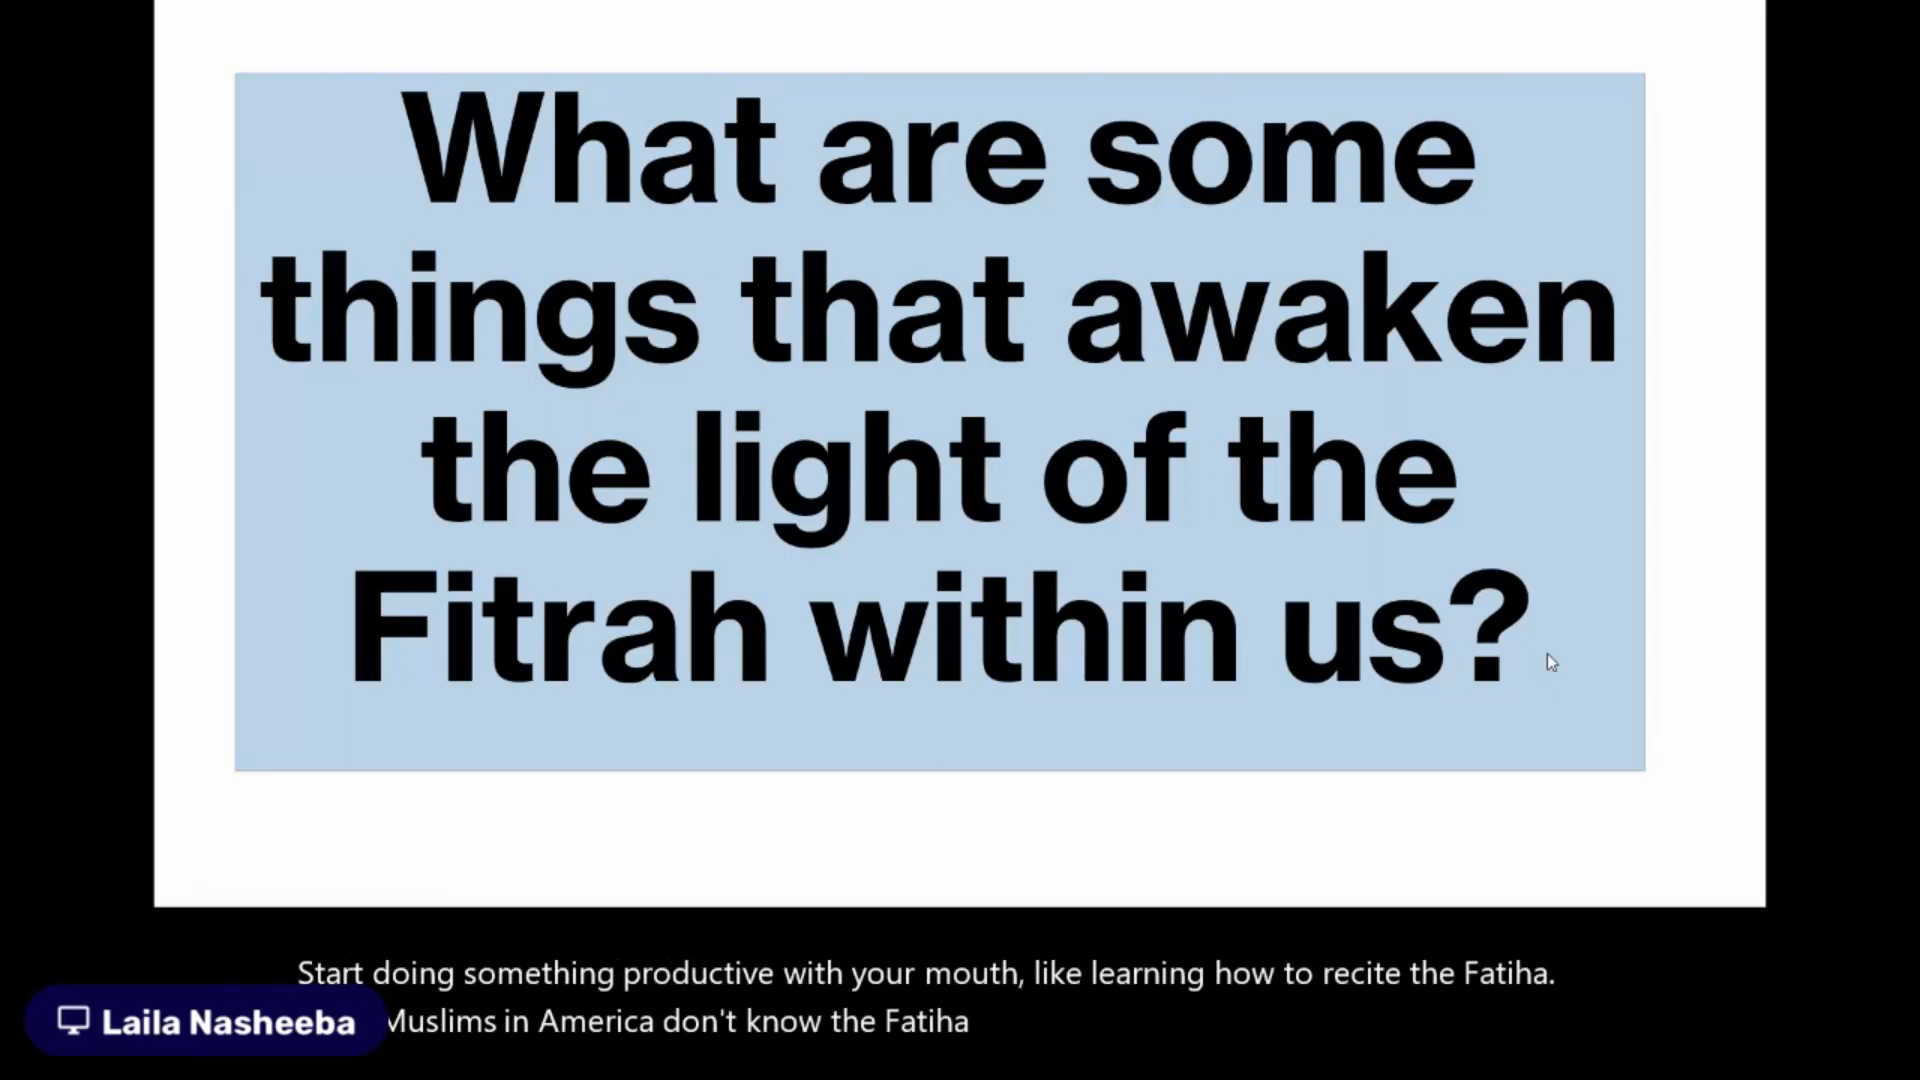 What are some
things that awaken
the light of the
Fitrah within us?
Start doing something productive with your mouth, like learning how to recite the Fatiha.
Laila Nasheeba
Muslims in America don't know the Fatiha